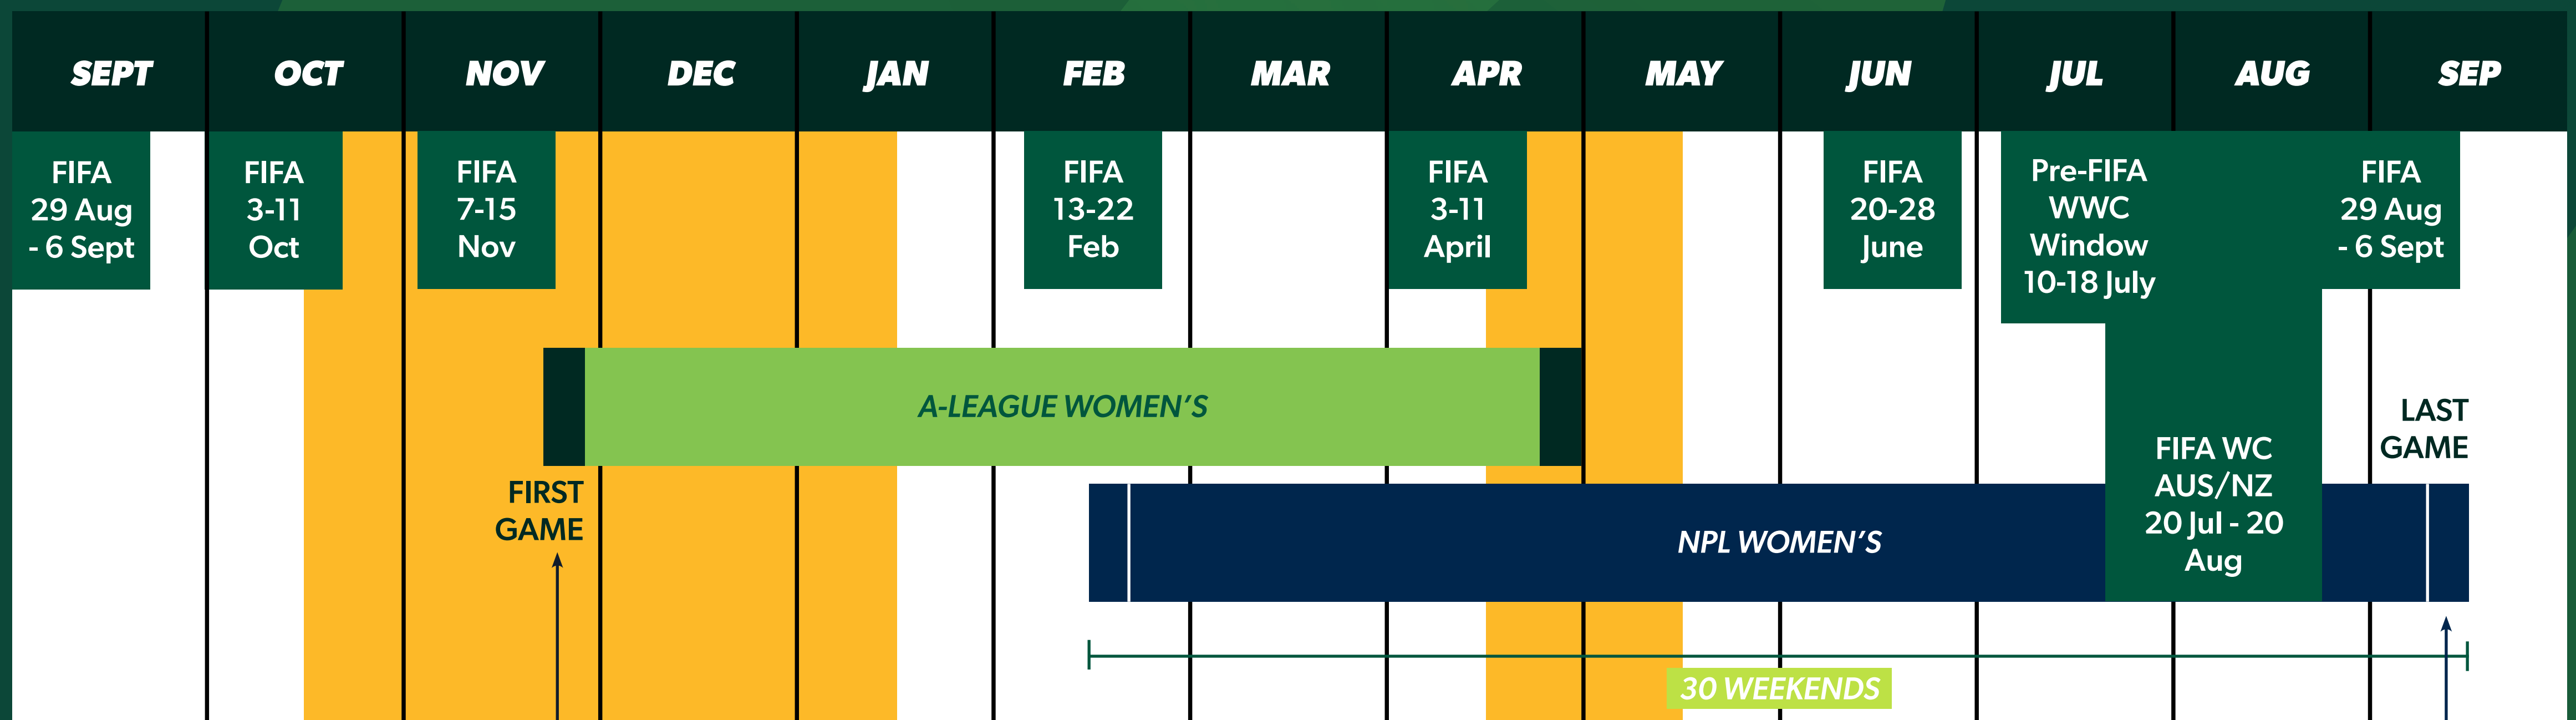 SEPT OCT NOV DEC JAN FEB MAR APR MAY JUN JUL AUG SEP
FIFA
29 Aug
- 6 Sept
FIFA
3-11
Oct
FIFA
7-15
Nov
FIFA
13-22
Feb
FIFA
3-11
April
FIFA
20-28
June
Pre-FIFA
WWC
Window
10-18 July
FIFA
29 Aug
- 6 Sept
A-LEAGUE WOMEN’S
LAST
GAME
FIFA WC
AUS/NZ
20 Jul - 20
Aug
FIRST
GAME
NPL WOMEN’S
30 WEEKENDS